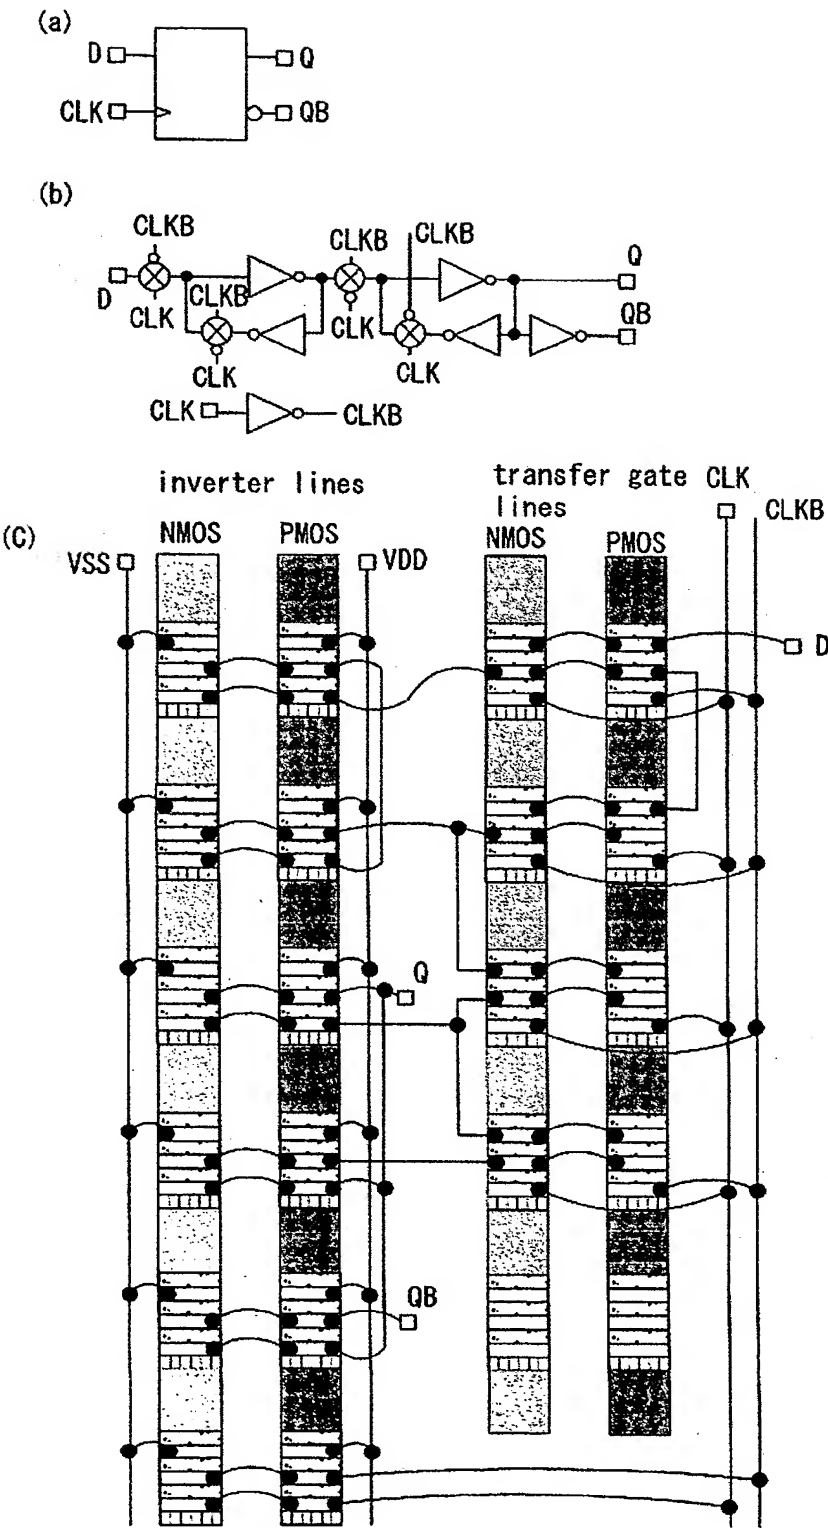 (a)
D Q
CLK QB
(b)
CLKB
CLKB CLKB
Q
D CLK CLKB
CLK QB
CLK CLK
CLK CLKB
inverter lines
transfer gate lines
CLK
CLKB
(C)
NMOS PMOS NMOS PMOS
VSS VDD
D
Q
QB